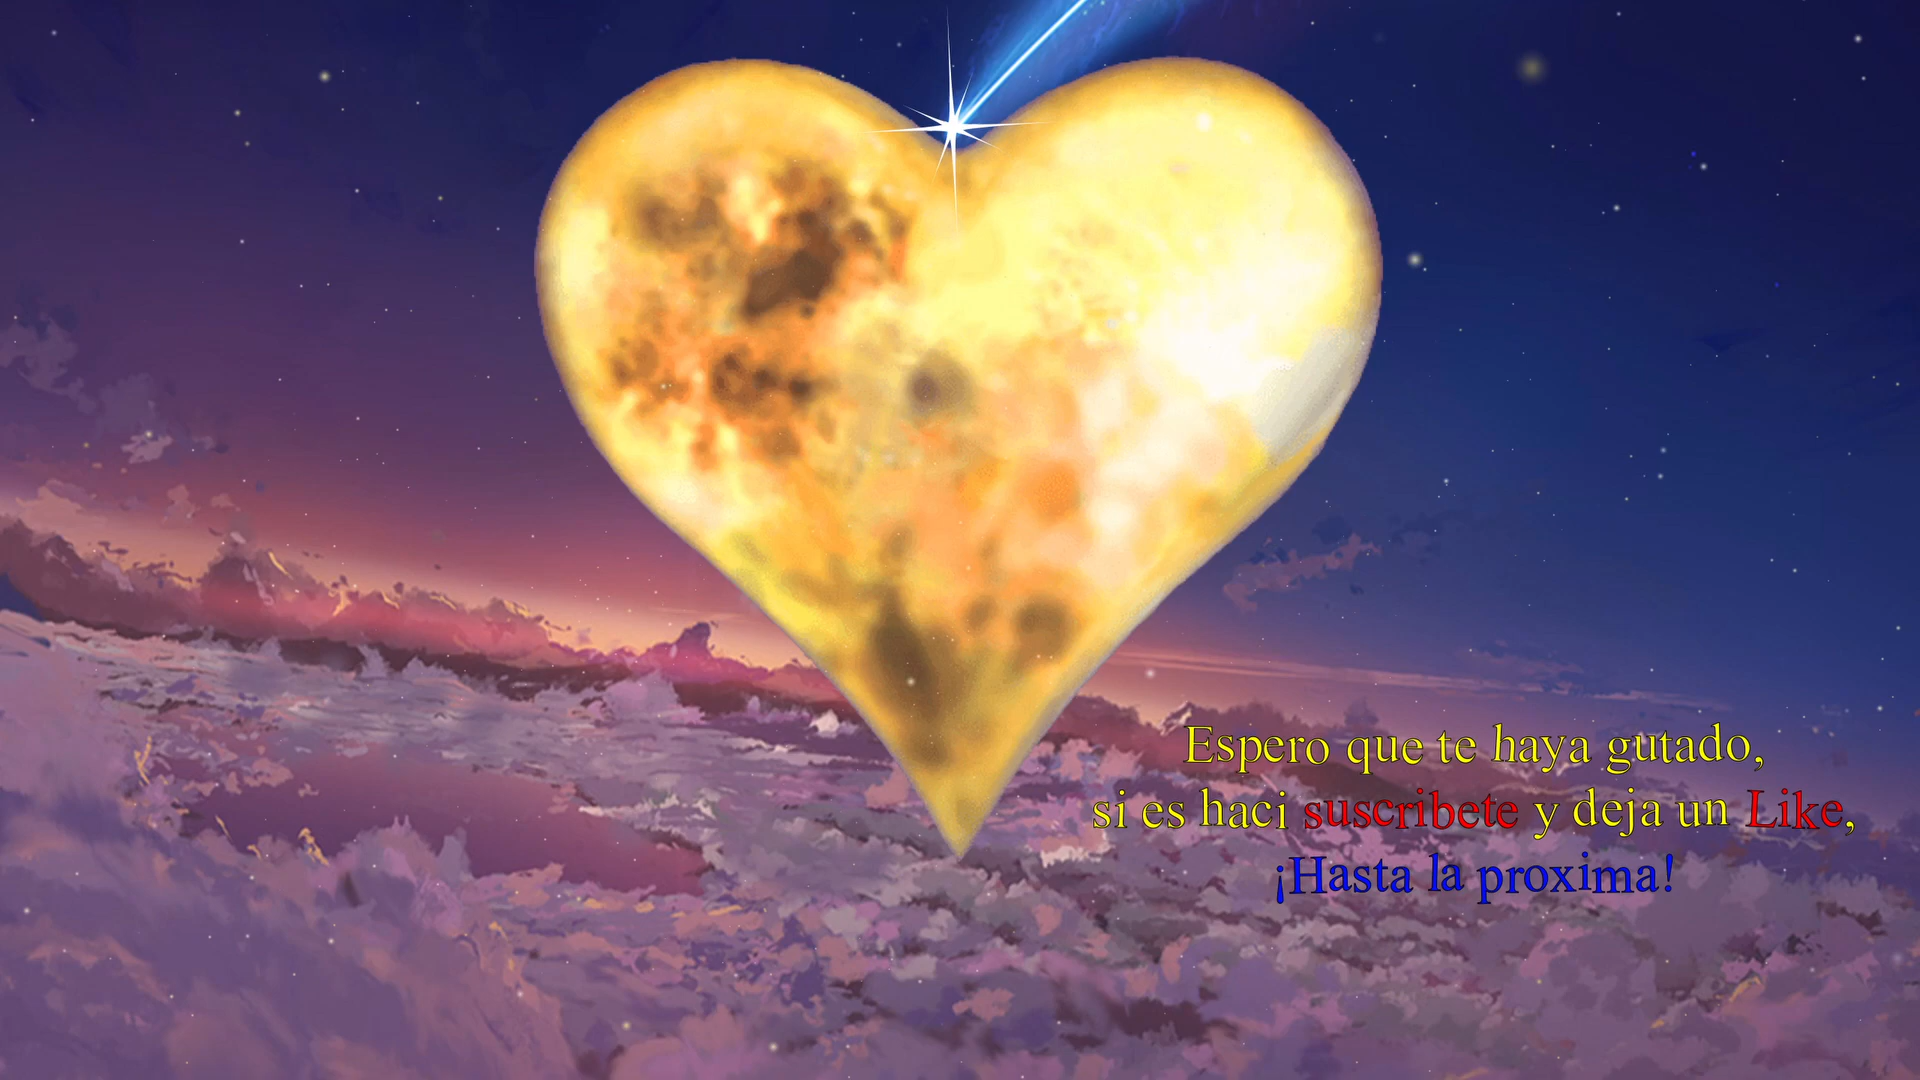 Espero que te haya gutado,
si es haci suscribete y deja un Like,
¡Hasta la proxima!